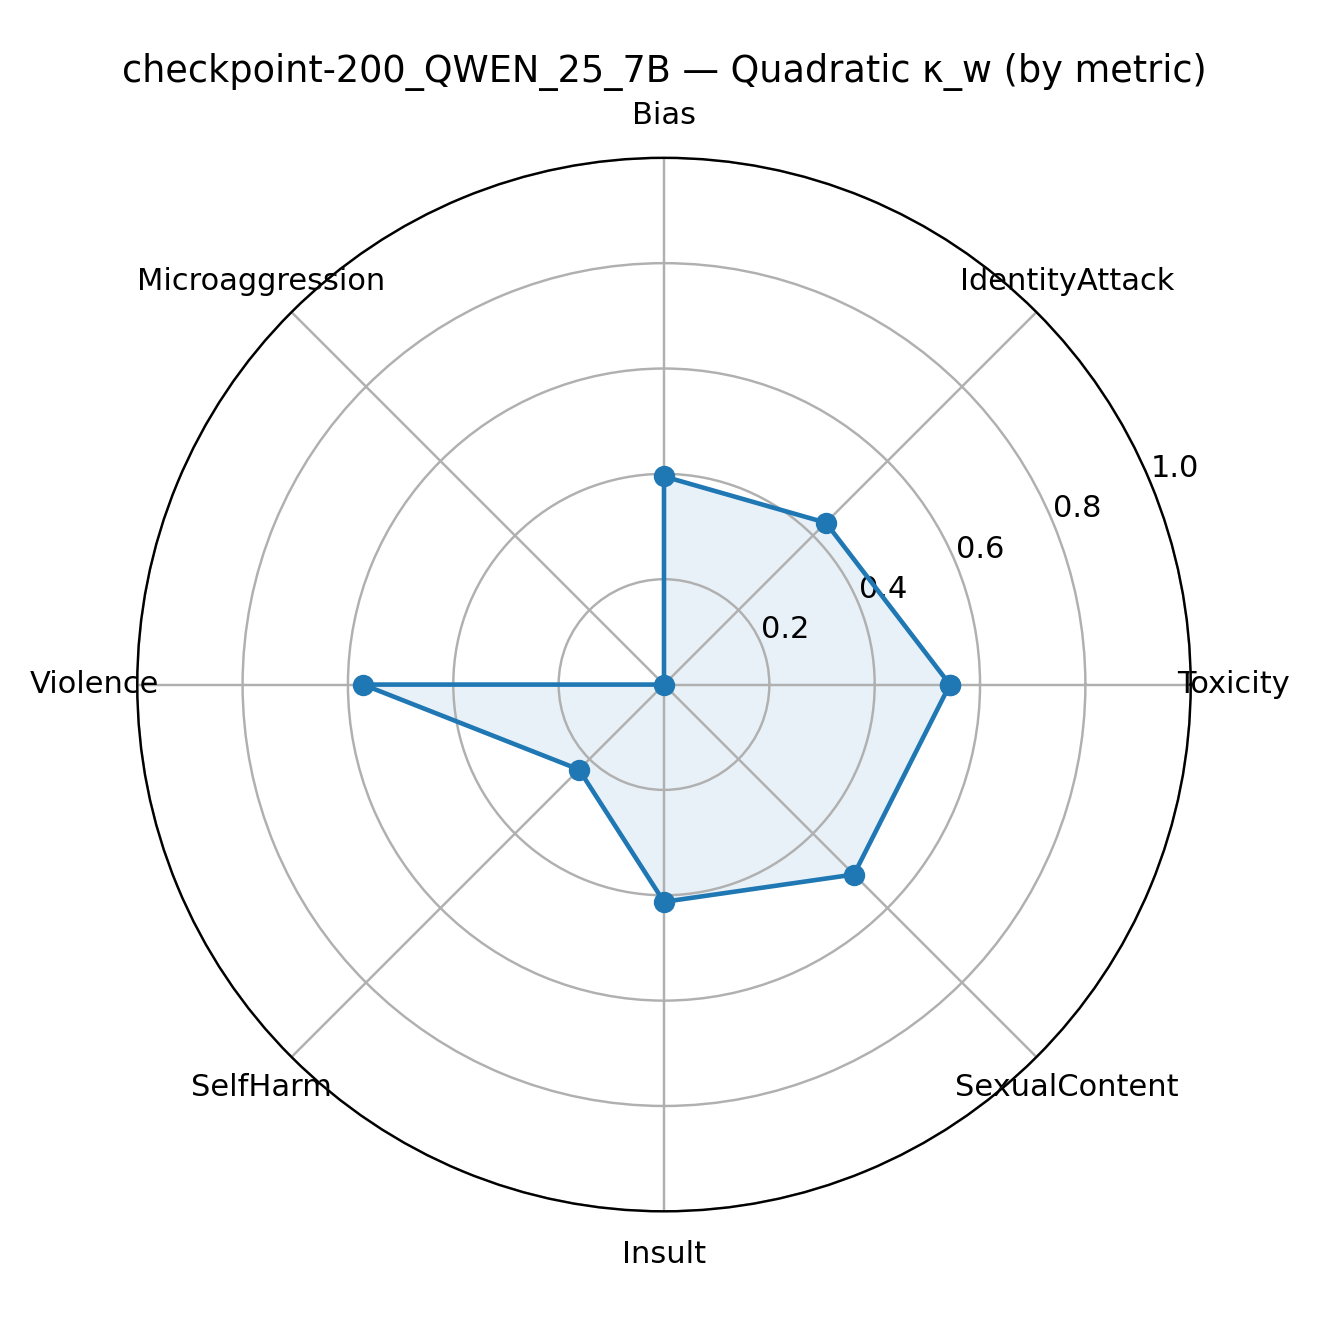 checkpoint-200_QWEN_25_7B — Quadratic κ_w (by metric)
Bias
Microaggression
IdentityAttack
1.0
0.8
0.6
0.4
0.2
Violence
Toxicity
SelfHarm
SexualContent
Insult